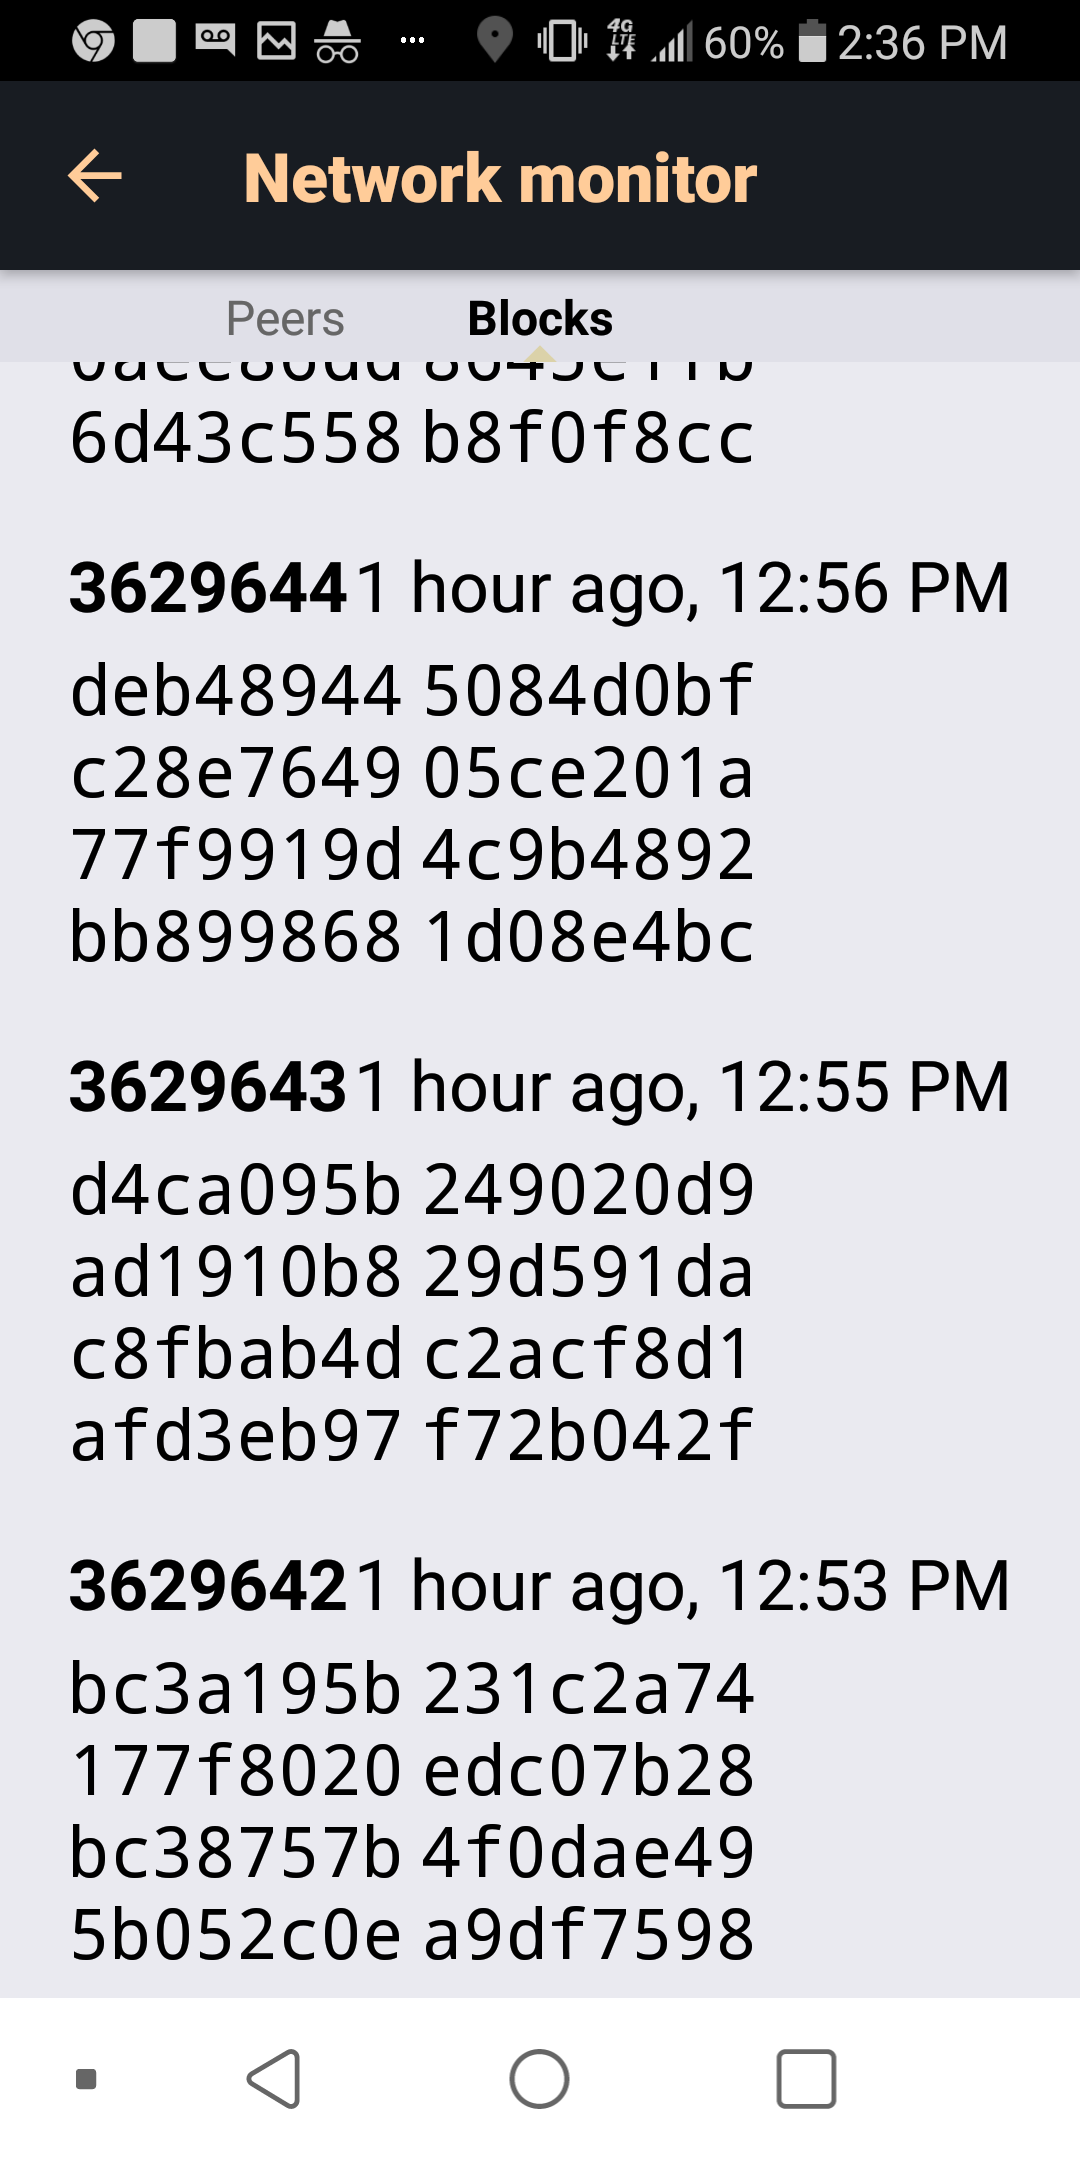 4G
LTE
60%
2:36 PM
Network monitor
Peers Blocks
6d43c558 b8f0f8cc
3629644 1 hour ago, 12:56 PM
deb48944 5084d0bf
c28e7649 05ce201a
77f9919d 4c9b4892
bb899868 1d08e4bc
3629643 1 hour ago, 12:55 PM
d4ca095b 249020d9
ad1910b8 29d591da
c8fbab4d c2acf8d1
afd3eb97 f72b042f
3629642 1 hour ago, 12:53 PM
bc3a195b 231c2a74
177f8020 edc07b28
bc38757b 4f0dae49
5b052c0e a9df7598